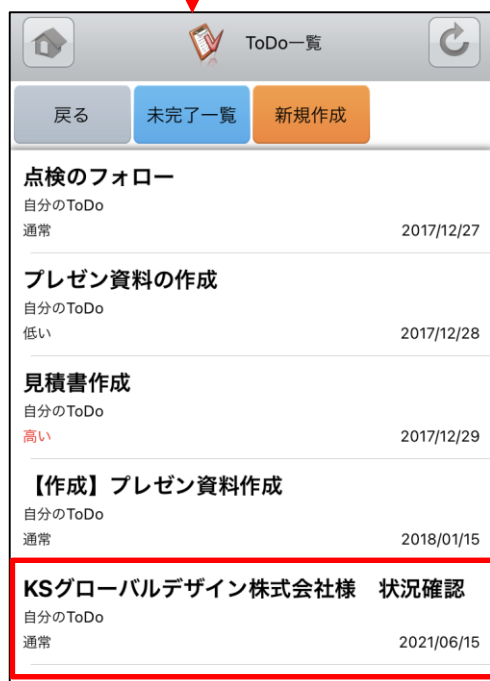 ToDo一覧
戻る 未完了一覧 新規作成
点検のフォロー
自分のToDo
通常 2017/12/27
プレゼン資料の作成
自分のToDo
低い 2017/12/28
見積書作成
自分のToDo
高い 2017/12/29
【作成】プレゼン資料作成
自分のToDo
通常 2018/01/15
KSグローバルデザイン株式会社様　状況確認
自分のToDo
通常 2021/06/15